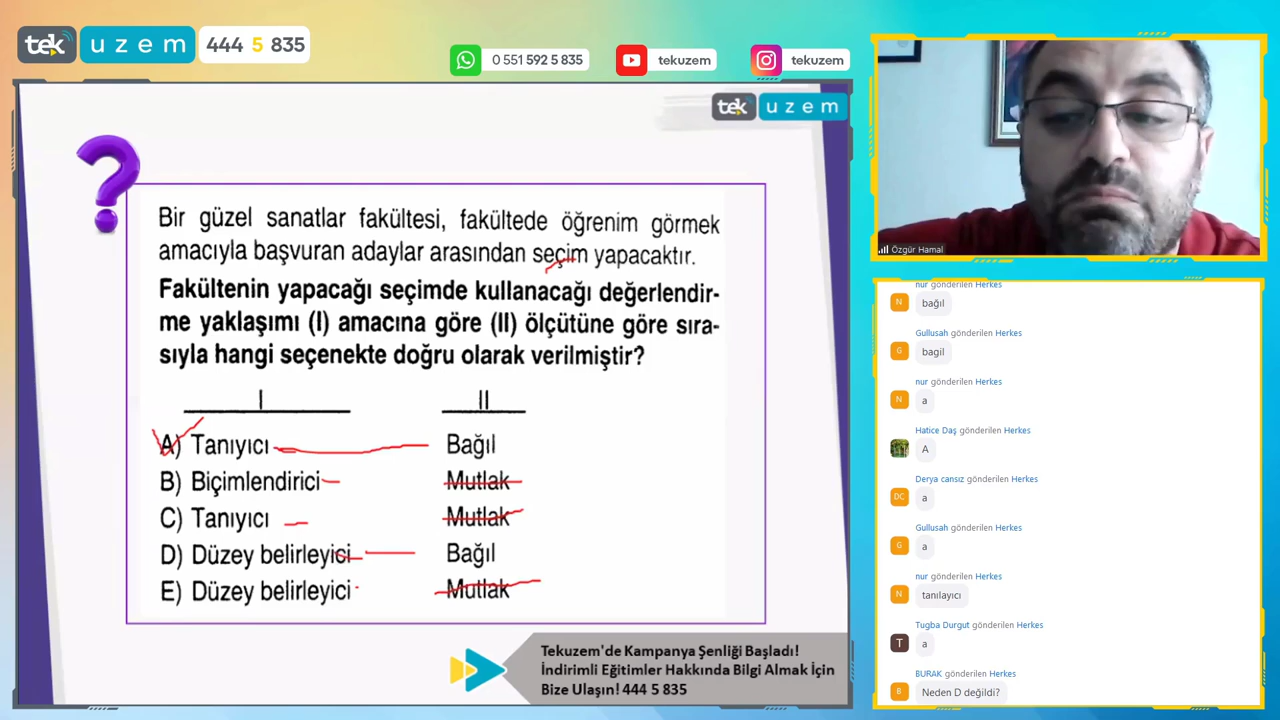 tek uzem 444 5 835
0 551 592 5 835
tekuzem
tekuzem
tek uzem
Bir güzel sanatlar fakültesi, fakültede öğrenim görmek
amacıyla başvuran adaylar arasından seçim yapacaktır.
Fakültenin yapacağı seçimde kullanacağı değerlendir-
me yaklaşımı (I) amacına göre (II) ölçütüne göre sıra-
sıyla hangi seçenekte doğru olarak verilmiştir?
I II
A) Tanıyıcı Bağıl
B) Biçimlendirici Mutlak
C) Tanıyıcı Mutlak
D) Düzey belirleyici Bağıl
E) Düzey belirleyici Mutlak
Tekuzem'de Kampanya Şenliği Başladı!
İndirimli Eğitimler Hakkında Bilgi Almak İçin
Bize Ulaşın! 444 5 835
Özgür Hamal
nur gönderilen Herkes
N bağıl
Gullusah gönderilen Herkes
G bagil
nur gönderilen Herkes
N a
Hatice Daş gönderilen Herkes
A
Derya cansız gönderilen Herkes
DC a
Gullusah gönderilen Herkes
G a
nur gönderilen Herkes
N tanılayıcı
Tugba Durgut gönderilen Herkes
T a
BURAK gönderilen Herkes
B Neden D değildi?